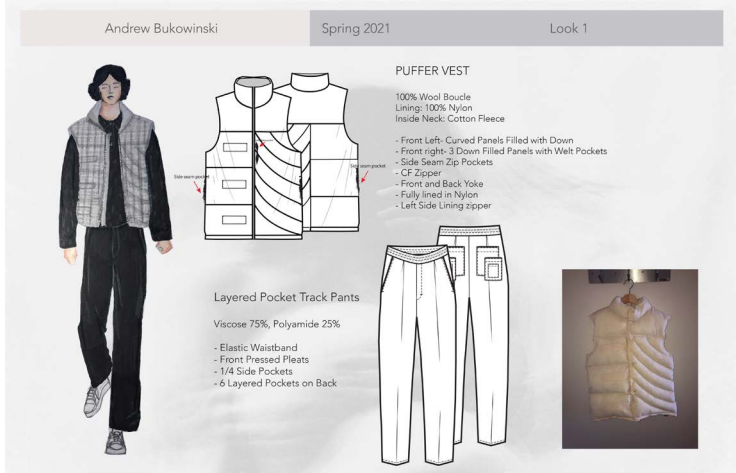 Andrew Bukowinski
Spring 2021
Look 1
PUFFER VEST
100% Wool Boucle
Lining: 100% Nylon
Inside Neck: Cotton Fleece
- Front Left- Curved Panels Filled with Down
- Front right- 3 Down Filled Panels with Welt Pockets
- Side Seam Zip Pockets
- CF Zipper
- Front and Back Yoke
- Fully lined in Nylon
- Left Side Lining zipper
Side seam pocket
Side seam pocket
Layered Pocket Track Pants
Viscose 75%, Polyamide 25%
- Elastic Waistband
- Front Pressed Pleats
- 1/4 Side Pockets
- 6 Layered Pockets on Back